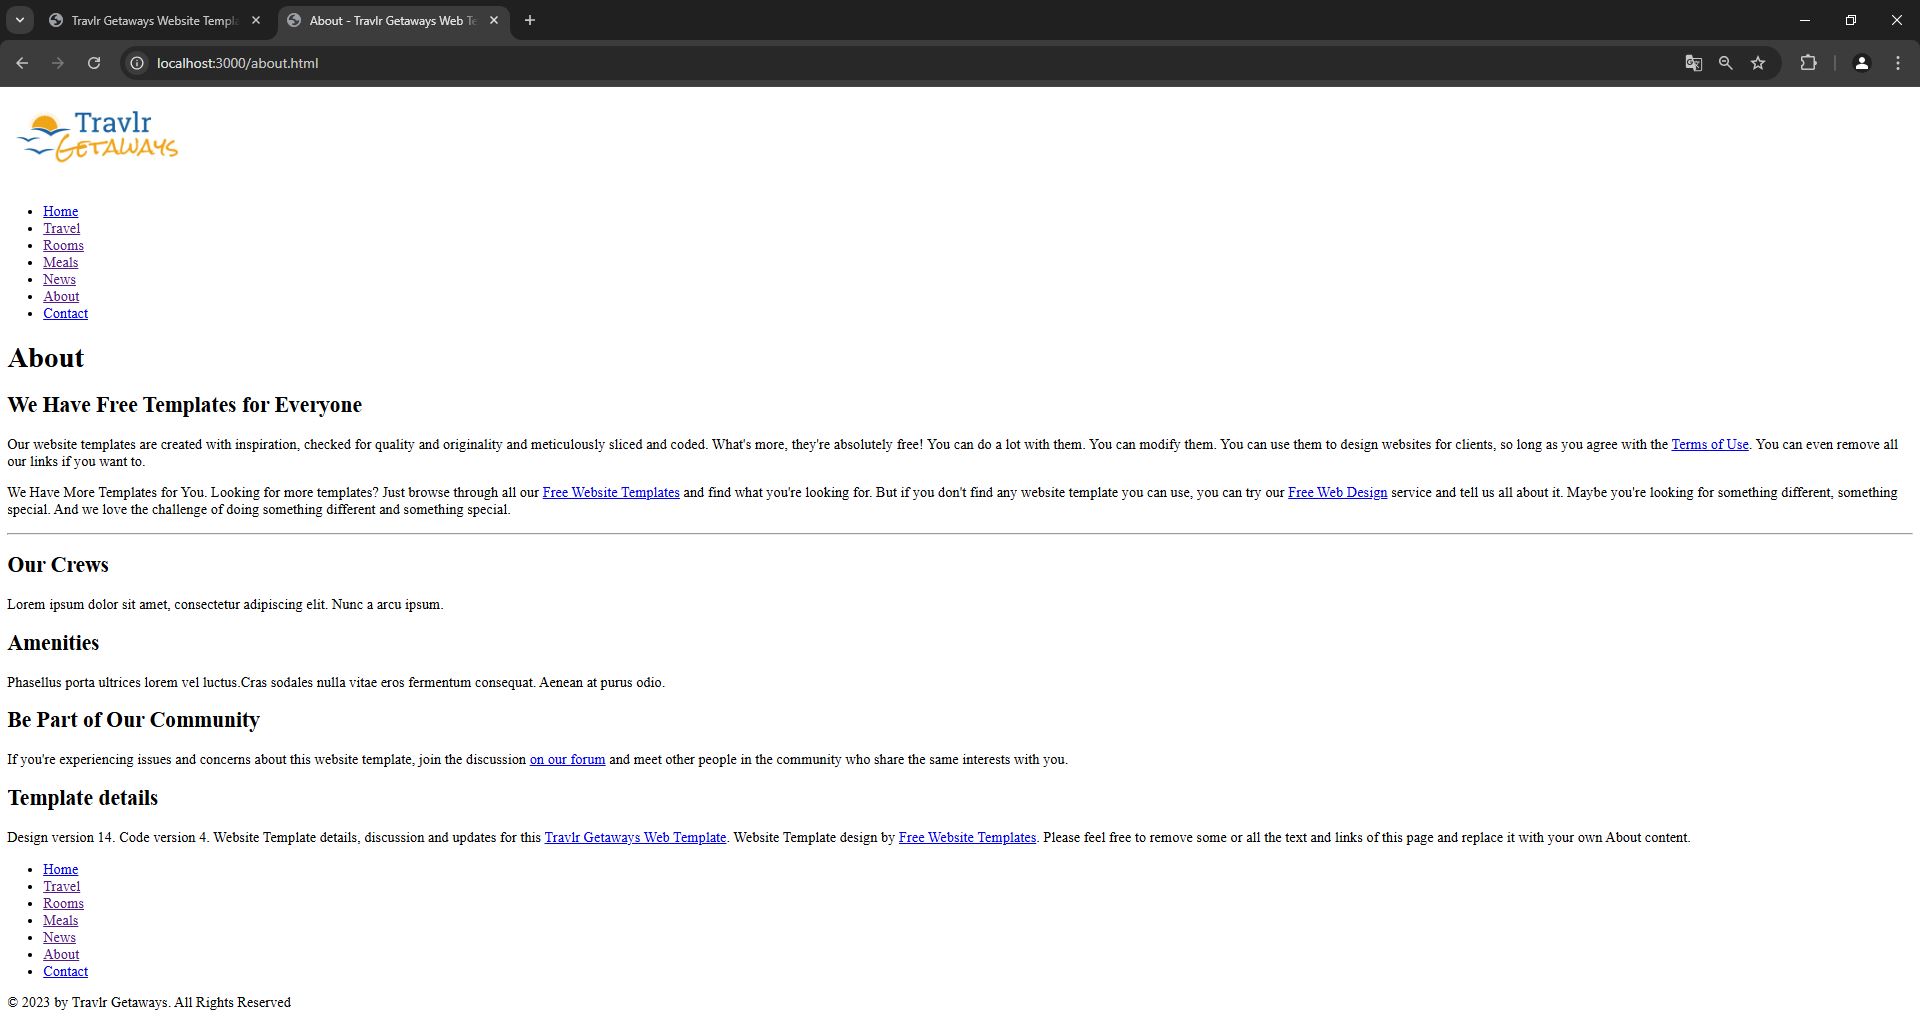 Travlr Getaways Website Templ
About - Travlr Getaways Web Te
localhost:3000/about.html
Travlr
GETAWAYS
Home
Travel
Rooms
Meals
News
About
Contact
About
We Have Free Templates for Everyone
Our website templates are created with inspiration, checked for quality and originality and meticulously sliced and coded. What's more, they're absolutely free! You can do a lot with them. You can modify them. You can use them to design websites for clients, so long as you agree with the Terms of Use. You can even remove all
our links if you want to.
We Have More Templates for You. Looking for more templates? Just browse through all our Free Website Templates and find what you're looking for. But if you don't find any website template you can use, you can try our Free Web Design service and tell us all about it. Maybe you're looking for something different, something
special. And we love the challenge of doing something different and something special.
Our Crews
Lorem ipsum dolor sit amet, consectetur adipiscing elit. Nunc a arcu ipsum.
Amenities
Phasellus porta ultrices lorem vel luctus.Cras sodales nulla vitae eros fermentum consequat. Aenean at purus odio.
Be Part of Our Community
If you're experiencing issues and concerns about this website template, join the discussion on our forum and meet other people in the community who share the same interests with you.
Template details
Design version 14. Code version 4. Website Template details, discussion and updates for this Travlr Getaways Web Template. Website Template design by Free Website Templates. Please feel free to remove some or all the text and links of this page and replace it with your own About content.
Home
Travel
Rooms
Meals
News
About
Contact
© 2023 by Travlr Getaways. All Rights Reserved